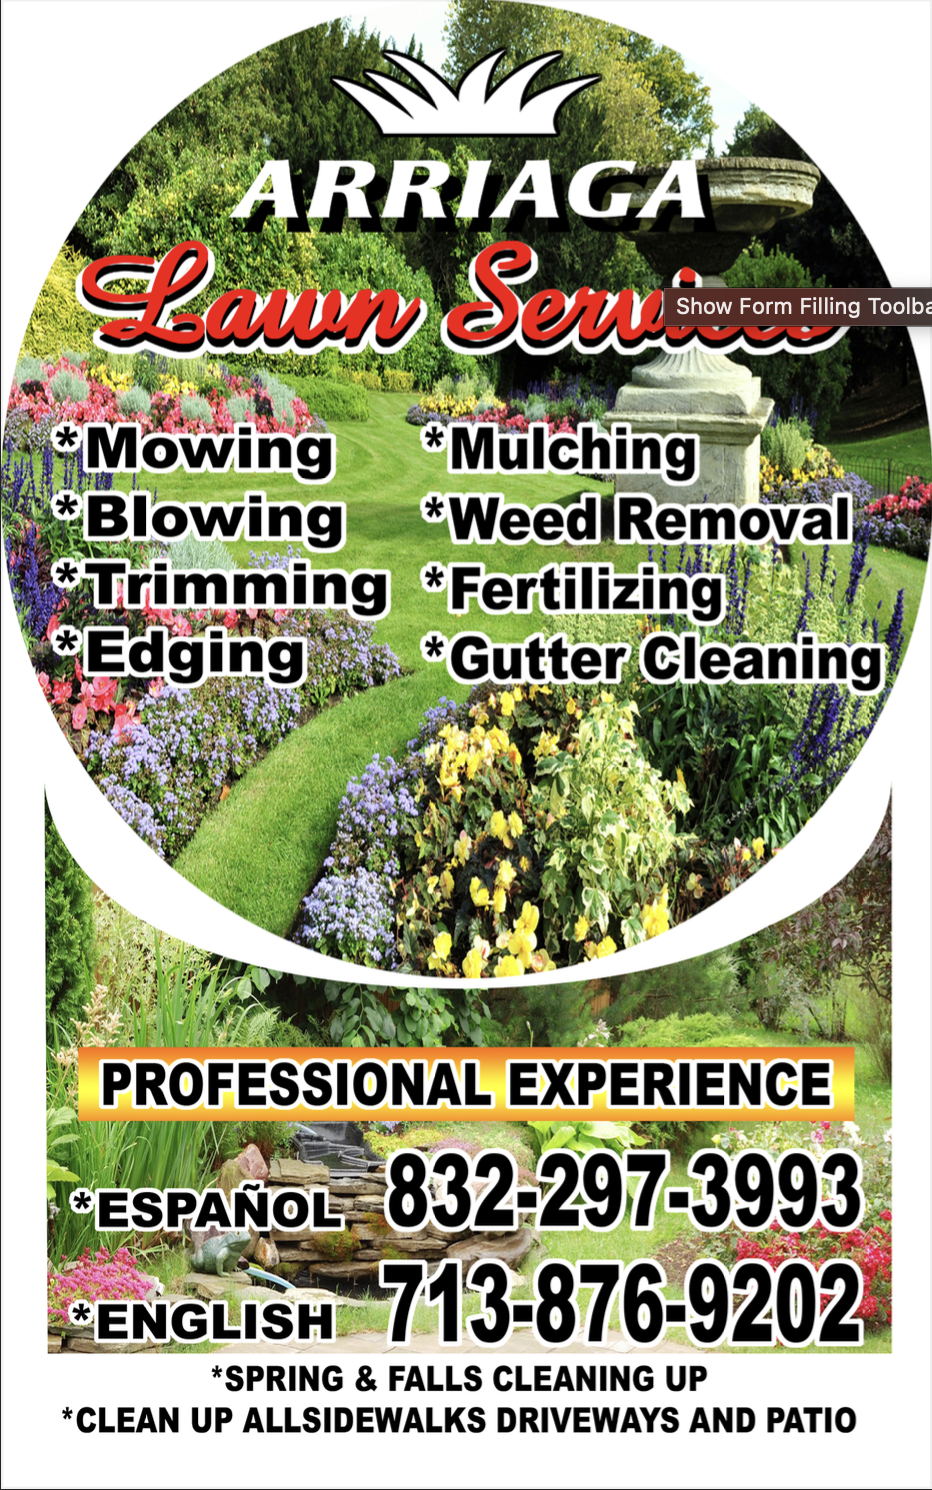 ARRIAGA
Lawn Service
Show Form Filling Toolba
*Mowing
*Blowing
*Trimming
*Edging
*Mulching
*Weed Removal
*Fertilizing
*Gutter Cleaning
PROFESSIONAL EXPERIENCE
*ESPAÑOL 832-297-3993
*ENGLISH 713-876-9202
*SPRING & FALLS CLEANING UP
*CLEAN UP ALLSIDEWALKS DRIVEWAYS AND PATIO